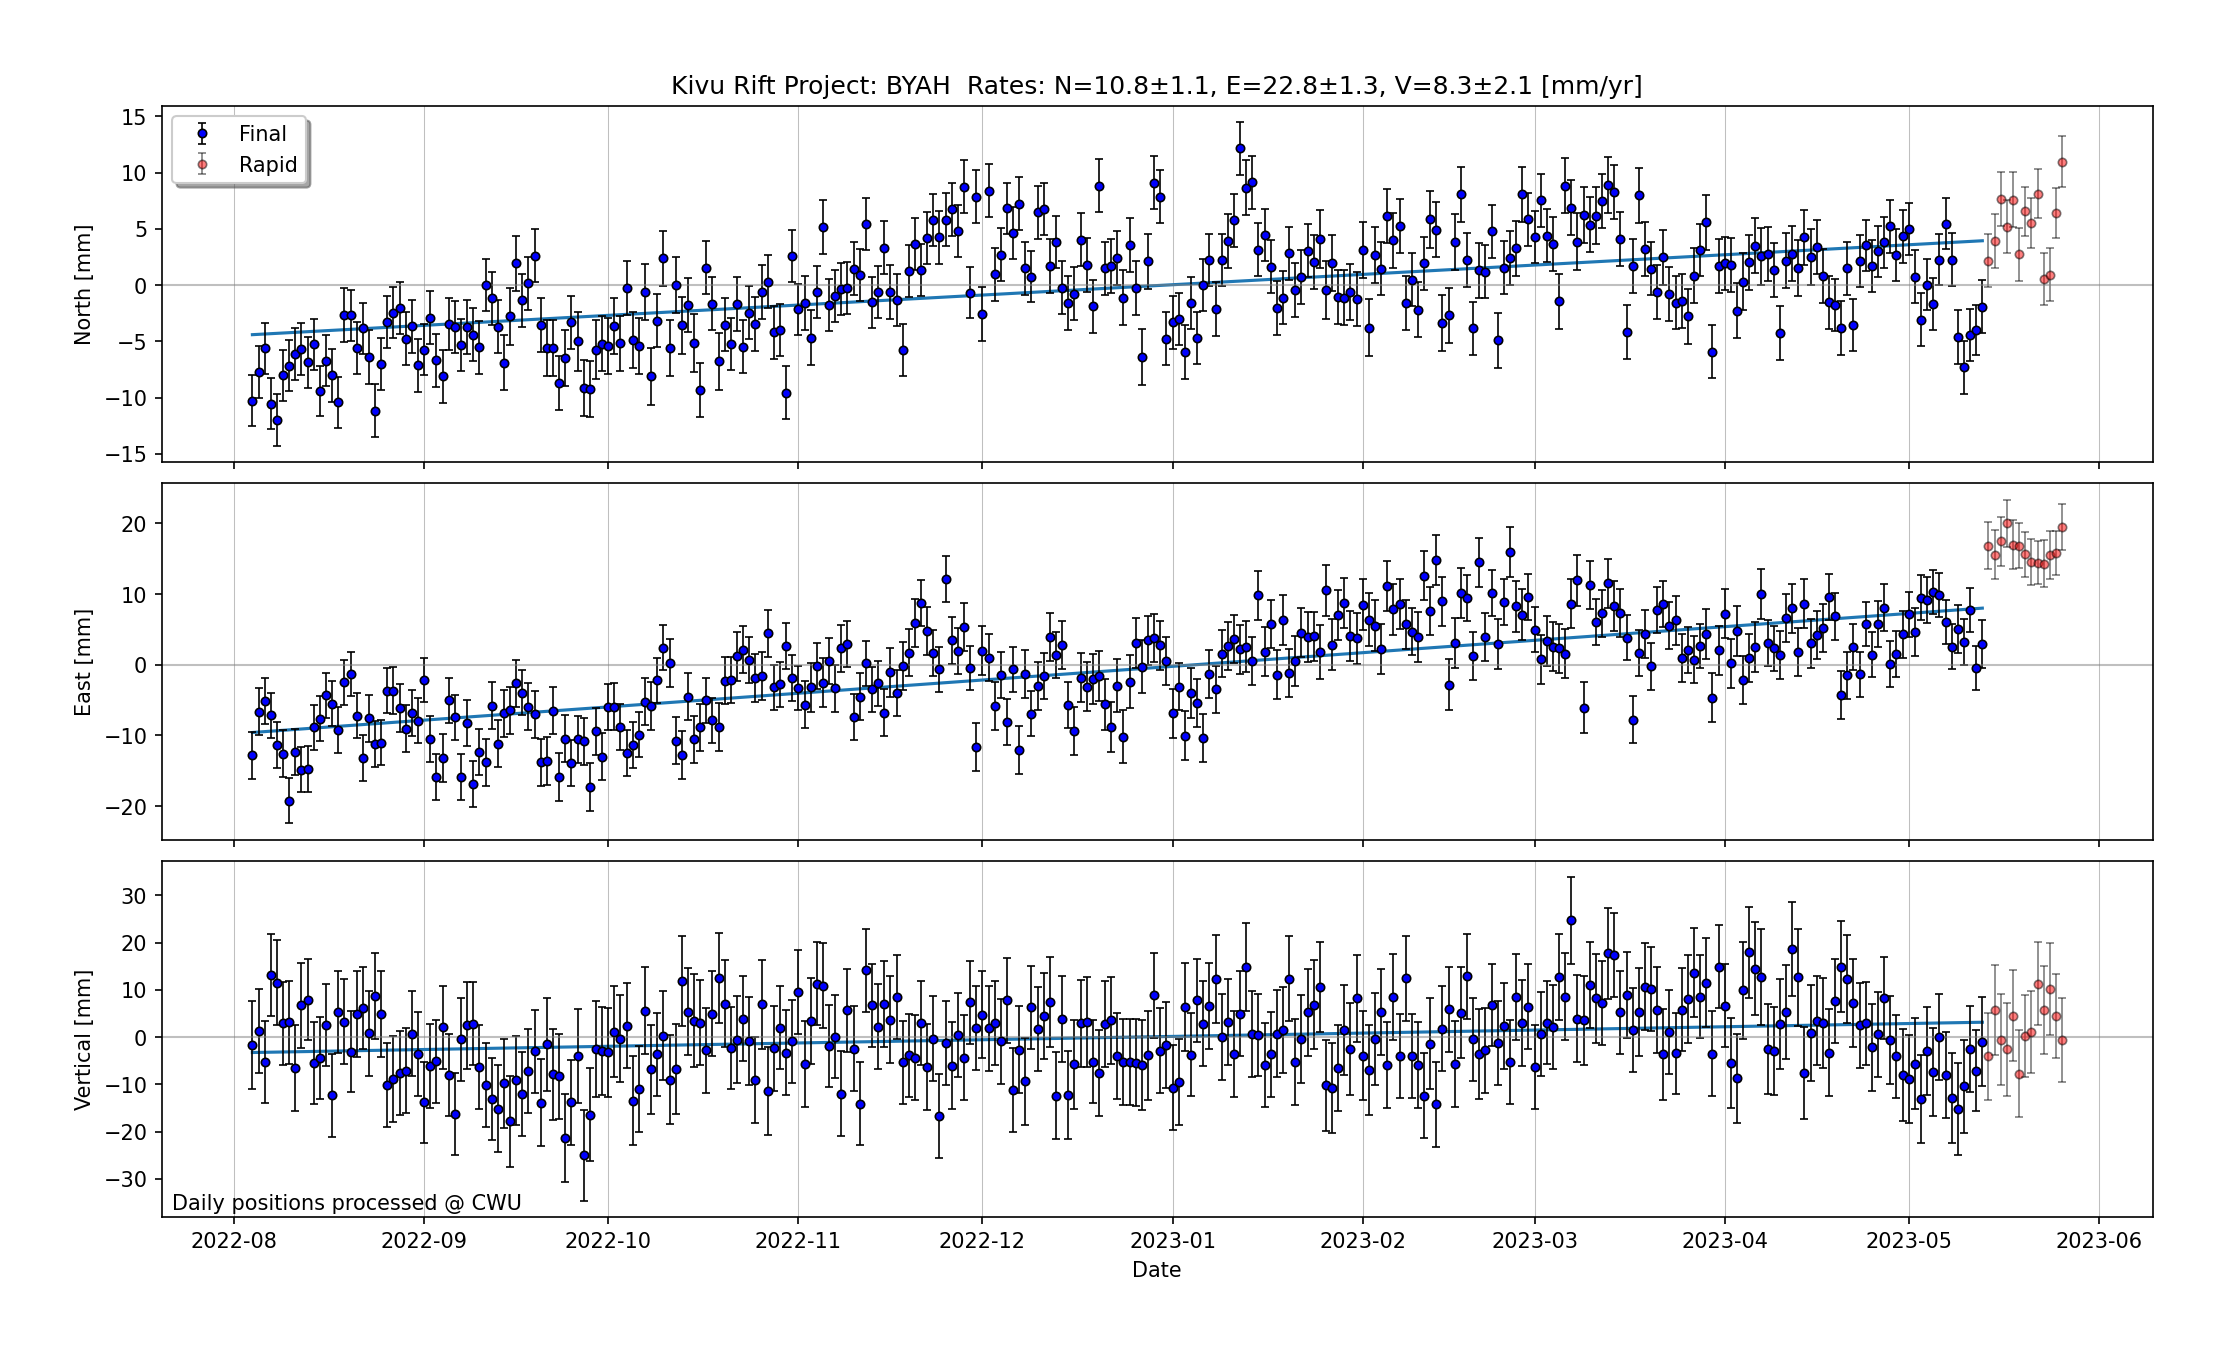 Kivu Rift Project: BYAH  Rates: N=10.8±1.1, E=22.8±1.3, V=8.3±2.1 [mm/yr]
Final
Rapid
North [mm]
15
10
5
0
−5
−10
−15
East [mm]
20
10
0
−10
−20
Vertical [mm]
30
20
10
0
−10
−20
−30
Daily positions processed @ CWU
2022-08 2022-09 2022-10 2022-11 2022-12 2023-01 2023-02 2023-03 2023-04 2023-05 2023-06
Date